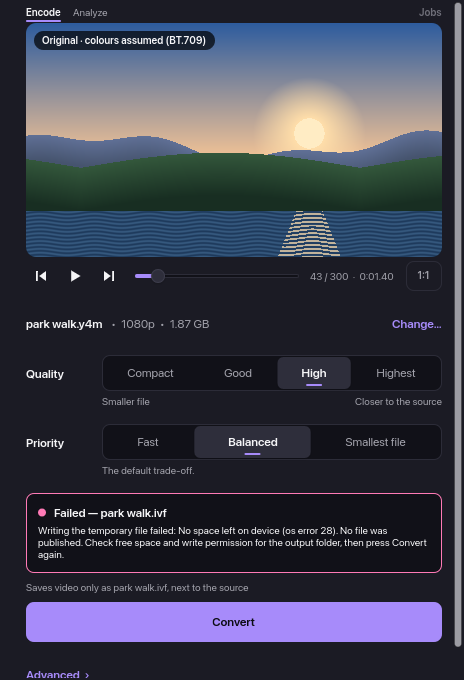 Encode Analyze Jobs
Original · colours assumed (BT.709)
43 / 300 · 0:01.40 1:1
park walk.y4m · 1080p · 1.87 GB Change...
Quality Compact Good High Highest
Smaller file Closer to the source
Priority Fast Balanced Smallest file
The default trade-off.
Failed — park walk.ivf
Writing the temporary file failed: No space left on device (os error 28). No file was
published. Check free space and write permission for the output folder, then press Convert
again.
Saves video only as park walk.ivf, next to the source
Convert
Advanced ›